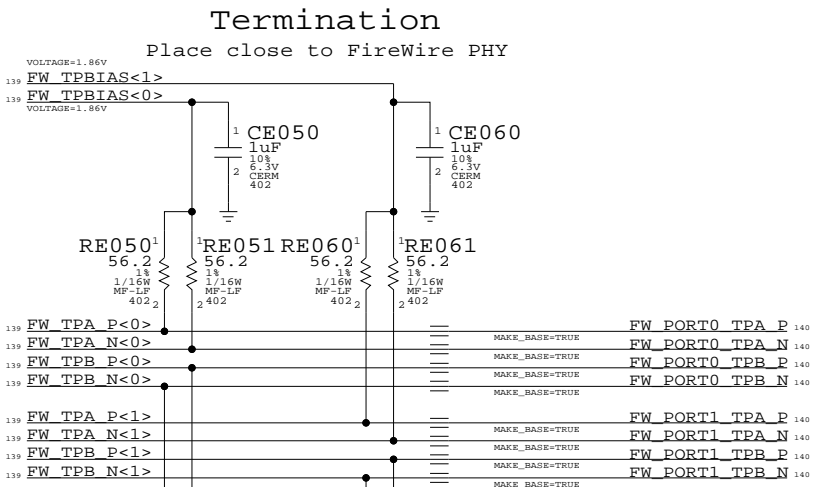 Termination
Place close to FireWire PHY
VOLTAGE=1.86V
139 FW_TPBIAS<1>
139 FW_TPBIAS<0>
VOLTAGE=1.86V
1 CE050
1uF
10%
6.3V
2 CERM
402
1 CE060
1uF
10%
6.3V
2 CERM
402
RE050 1
56.2
1%
1/16W
MF-LF
402 2
1 RE051
56.2
1%
1/16W
MF-LF
2 402
RE060 1
56.2
1%
1/16W
MF-LF
402 2
1 RE061
56.2
1%
1/16W
MF-LF
2 402
139 FW_TPA_P<0> FW_PORT0_TPA_P 140
MAKE_BASE=TRUE
139 FW_TPA_N<0> FW_PORT0_TPA_N 140
MAKE_BASE=TRUE
139 FW_TPB_P<0> FW_PORT0_TPB_P 140
MAKE_BASE=TRUE
139 FW_TPB_N<0> FW_PORT0_TPB_N 140
MAKE_BASE=TRUE
139 FW_TPA_P<1> FW_PORT1_TPA_P 140
MAKE_BASE=TRUE
139 FW_TPA_N<1> FW_PORT1_TPA_N 140
MAKE_BASE=TRUE
139 FW_TPB_P<1> FW_PORT1_TPB_P 140
MAKE_BASE=TRUE
139 FW_TPB_N<1> FW_PORT1_TPB_N 140
MAKE_BASE=TRUE